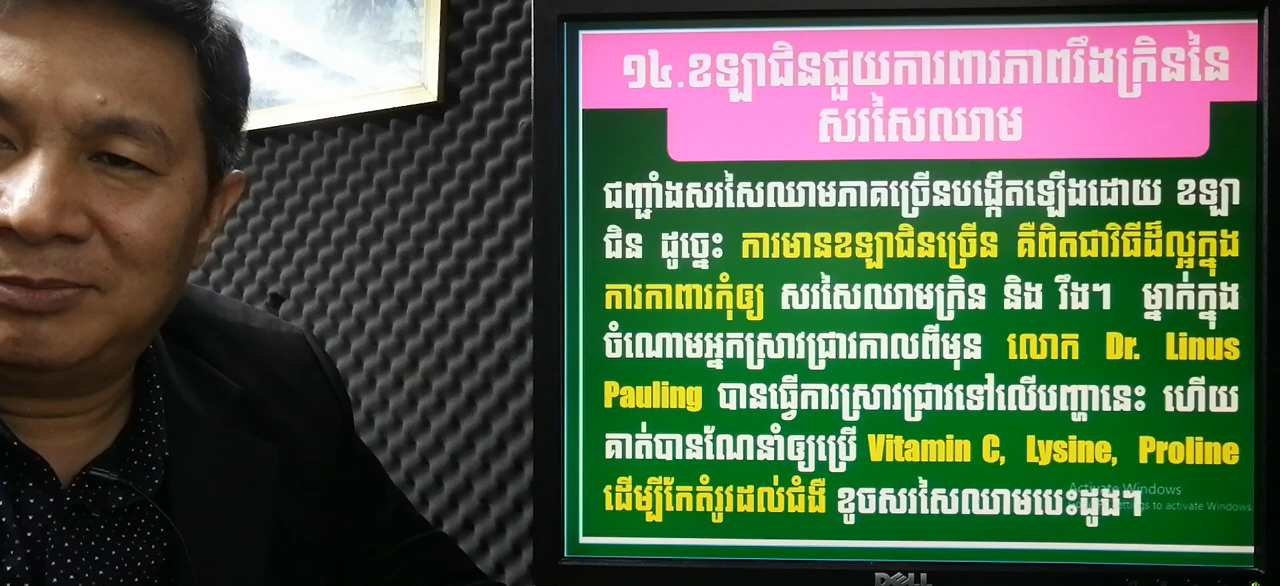 ១៤.ខឡាជិនជួយការពារភាពរឹងក្រិននៃ
សរសៃឈាម
ជញ្ជាំងសរសៃឈាមភាគច្រើនបង្កើតឡើងដោយ ខឡា
ជិន ដូច្នេះ ការមានខឡាជិនច្រើន គឺពិតជាវិធីដ៏ល្អក្នុង
ការការពារកុំឲ្យ សរសៃឈាមក្រិន និង រឹង។ ម្នាក់ក្នុង
ចំណោមអ្នកស្រាវជ្រាវកាលពីមុន លោក Dr. Linus
Pauling បានធ្វើការស្រាវជ្រាវទៅលើបញ្ហានេះ ហើយ
គាត់បានណែនាំឲ្យប្រើ Vitamin C, Lysine, Proline
ដើម្បីកែតំរូវដល់ជំងឺ ខូចសរសៃឈាមបេះដូង។
Activate Windows
ettings to activate Windows.
DELL